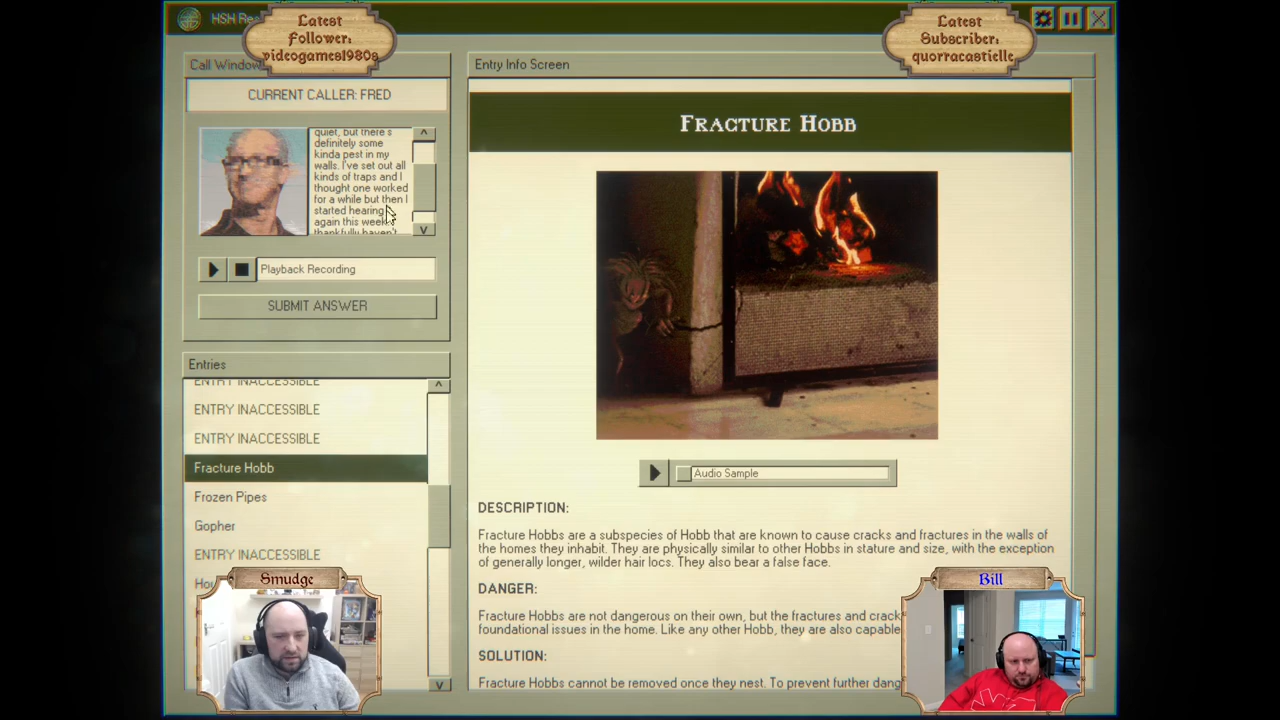 HSH
Latest
Follower:
videogames1980s
Latest
Subscriber:
quorracastielle
Call Window
CURRENT CALLER: FRED
quiet, but there's
definitely some
kinda pest in my
walls. I've set out all
kinds of traps and I
thought one worked
for a while but then I
started hearing
again this week
thankfully haven't
Playback Recording
SUBMIT ANSWER
Entries
ENTRY INACCESSIBLE
ENTRY INACCESSIBLE
ENTRY INACCESSIBLE
Fracture Hobb
Frozen Pipes
Gopher
ENTRY INACCESSIBLE
Entry Info Screen
FRACTURE HOBB
Audio Sample
DESCRIPTION:
Fracture Hobbs are a subspecies of Hobb that are known to cause cracks and fractures in the walls of
the homes they inhabit. They are physically similar to other Hobbs in stature and size, with the exception
of generally longer, wilder hair locs. They also bear a false face.
DANGER:
Fracture Hobbs are not dangerous on their own, but the fractures and crack
foundational issues in the home. Like any other Hobb, they are also capable
SOLUTION:
Fracture Hobbs cannot be removed once they nest. To prevent further dang
Smudge
Bill